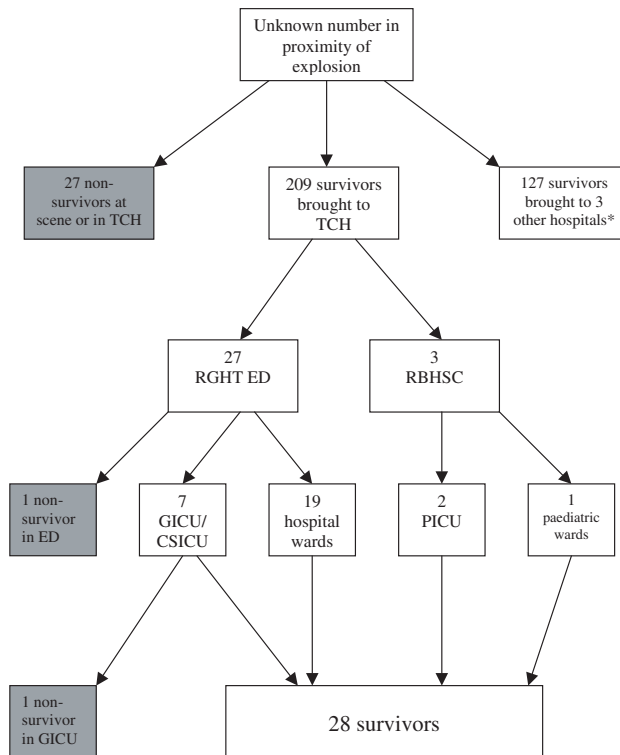 Unknown number in
proximity of
explosion
27 non-
survivors at
scene or in TCH
209 survivors
brought to
TCH
127 survivors
brought to 3
other hospitals*
27
RGHT ED
3
RBHSC
1 non-
survivor
in ED
7
GICU/
CSICU
19
hospital
wards
2
PICU
1
paediatric
wards
1 non-
survivor
in GICU
28 survivors